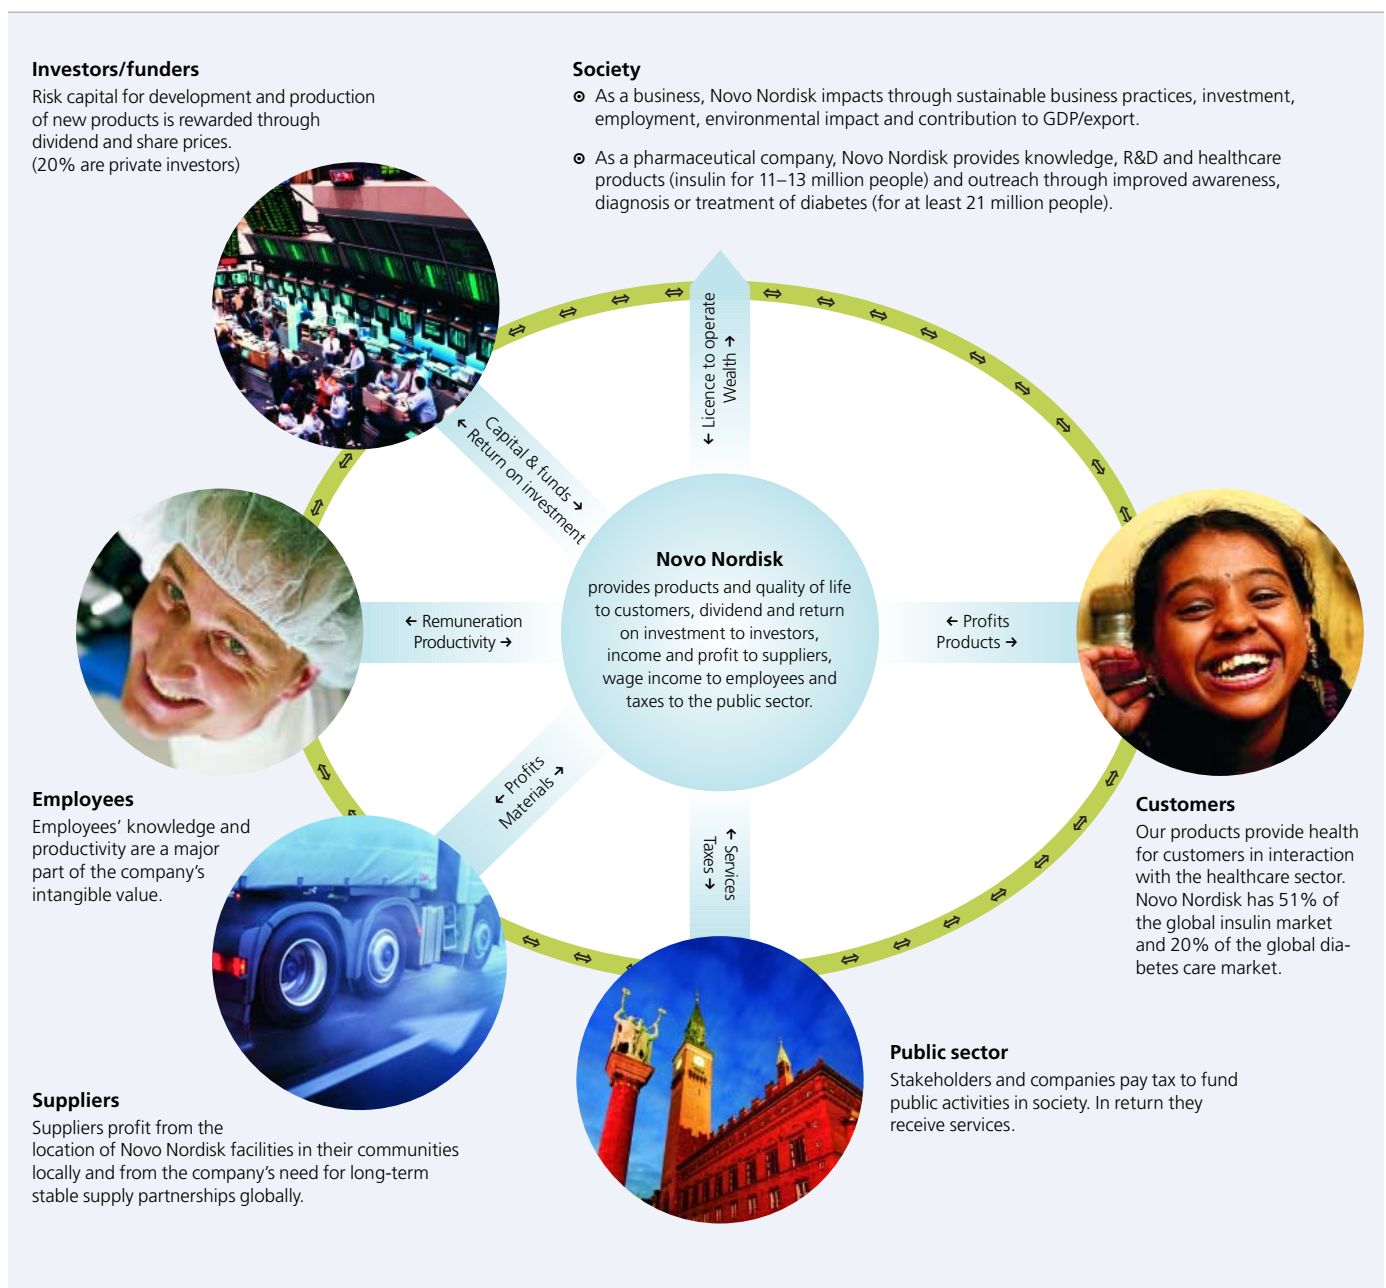 Investors/funders
Risk capital for development and production
of new products is rewarded through
dividend and share prices.
(20% are private investors)
Society
As a business, Novo Nordisk impacts through sustainable business practices, investment,
employment, environmental impact and contribution to GDP/export.
As a pharmaceutical company, Novo Nordisk provides knowledge, R&D and healthcare
products (insulin for 11–13 million people) and outreach through improved awareness,
diagnosis or treatment of diabetes (for at least 21 million people).
← Licence to operate
Wealth →
Capital & funds →
← Return on investment
Novo Nordisk
provides products and quality of life
to customers, dividend and return
on investment to investors,
income and profit to suppliers,
wage income to employees and
taxes to the public sector.
← Remuneration
Productivity →
← Profits
Products →
← Profits
Materials →
← Services
Taxes →
Employees
Employees’ knowledge and
productivity are a major
part of the company’s
intangible value.
Customers
Our products provide health
for customers in interaction
with the healthcare sector.
Novo Nordisk has 51% of
the global insulin market
and 20% of the global dia-
betes care market.
Public sector
Stakeholders and companies pay tax to fund
public activities in society. In return they
receive services.
Suppliers
Suppliers profit from the
location of Novo Nordisk facilities in their communities
locally and from the company’s need for long-term
stable supply partnerships globally.